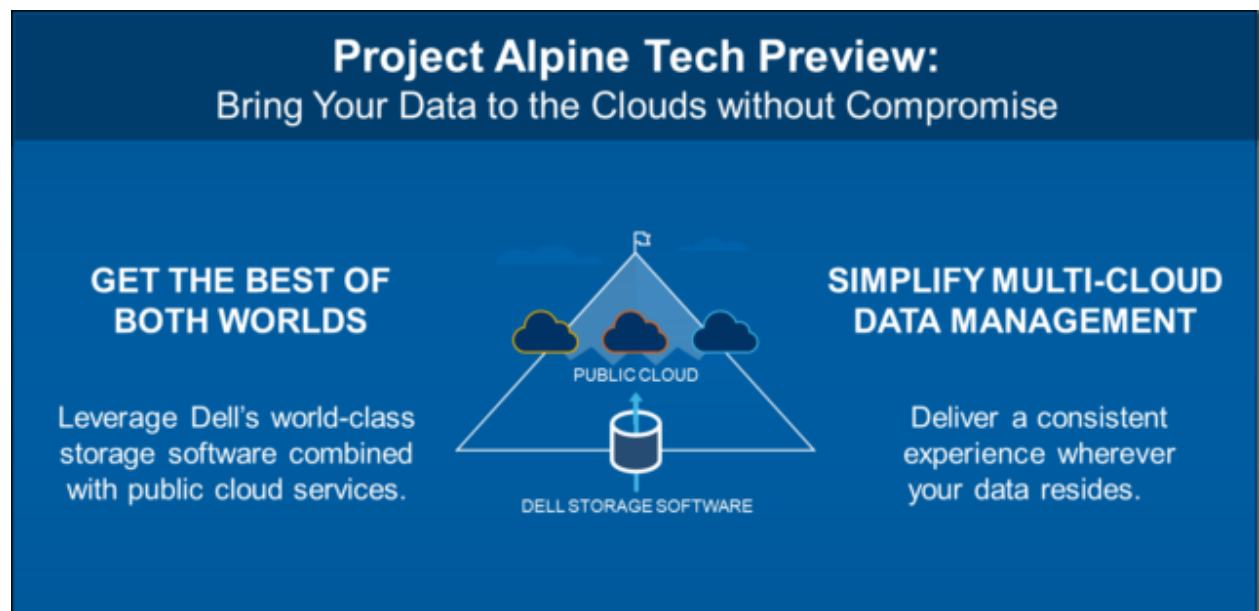 Project Alpine Tech Preview:
Bring Your Data to the Clouds without Compromise
GET THE BEST OF
BOTH WORLDS
Leverage Dell's world-class
storage software combined
with public cloud services.
PUBLIC CLOUD
DELL STORAGE SOFTWARE
SIMPLIFY MULTI-CLOUD
DATA MANAGEMENT
Deliver a consistent
experience wherever
your data resides.